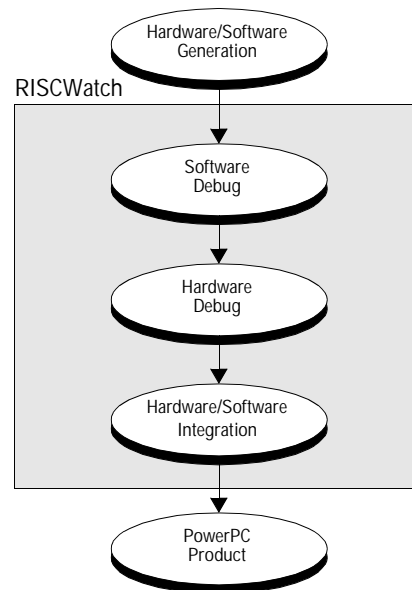 Hardware/Software
Generation
RISCWatch
Software
Debug
Hardware
Debug
Hardware/Software
Integration
PowerPC
Product